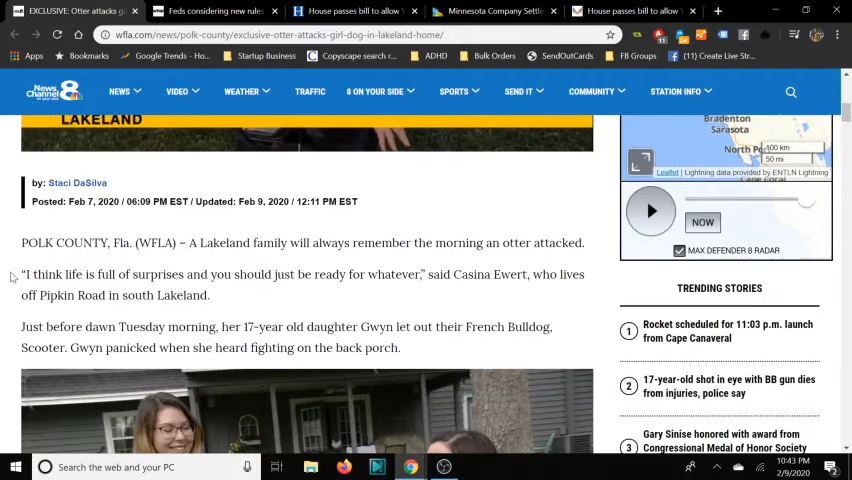 EXCLUSIVE: Otter attacks girl
Feds considering new rules
House passes bill to allow V
Minnesota Company Settle
House passes bill to allow V
wfla.com/news/polk-county/exclusive-otter-attacks-girl-dog-in-lakeland-home/
Apps Bookmarks Google Trends - Hom... Startup Business Copyscape search r... ADHD Bulk Orders SendOutCards FB Groups (1) Create Live Str...
News Channel 8 NEWS VIDEO WEATHER TRAFFIC 8 ON YOUR SIDE SPORTS SEND IT COMMUNITY STATION INFO
LAKELAND
Bradenton
Sarasota
North Po
100 km
50 mi
Cape Coral
Leaflet | Lightning data provided by ENTLN Lightning
by: Staci DaSilva
Posted: Feb 7, 2020 / 06:09 PM EST / Updated: Feb 9, 2020 / 12:11 PM EST
NOW
MAX DEFENDER 8 RADAR
POLK COUNTY, Fla. (WFLA) – A Lakeland family will always remember the morning an otter attacked.
“I think life is full of surprises and you should just be ready for whatever,” said Casina Ewert, who lives
off Pipkin Road in south Lakeland.
Just before dawn Tuesday morning, her 17-year old daughter Gwyn let out their French Bulldog,
Scooter. Gwyn panicked when she heard fighting on the back porch.
TRENDING STORIES
1 Rocket scheduled for 11:03 p.m. launch
from Cape Canaveral
2 17-year-old shot in eye with BB gun dies
from injuries, police say
3 Gary Sinise honored with award from
Congressional Medal of Honor Society
Search the web and your PC
10:43 PM
2/9/2020